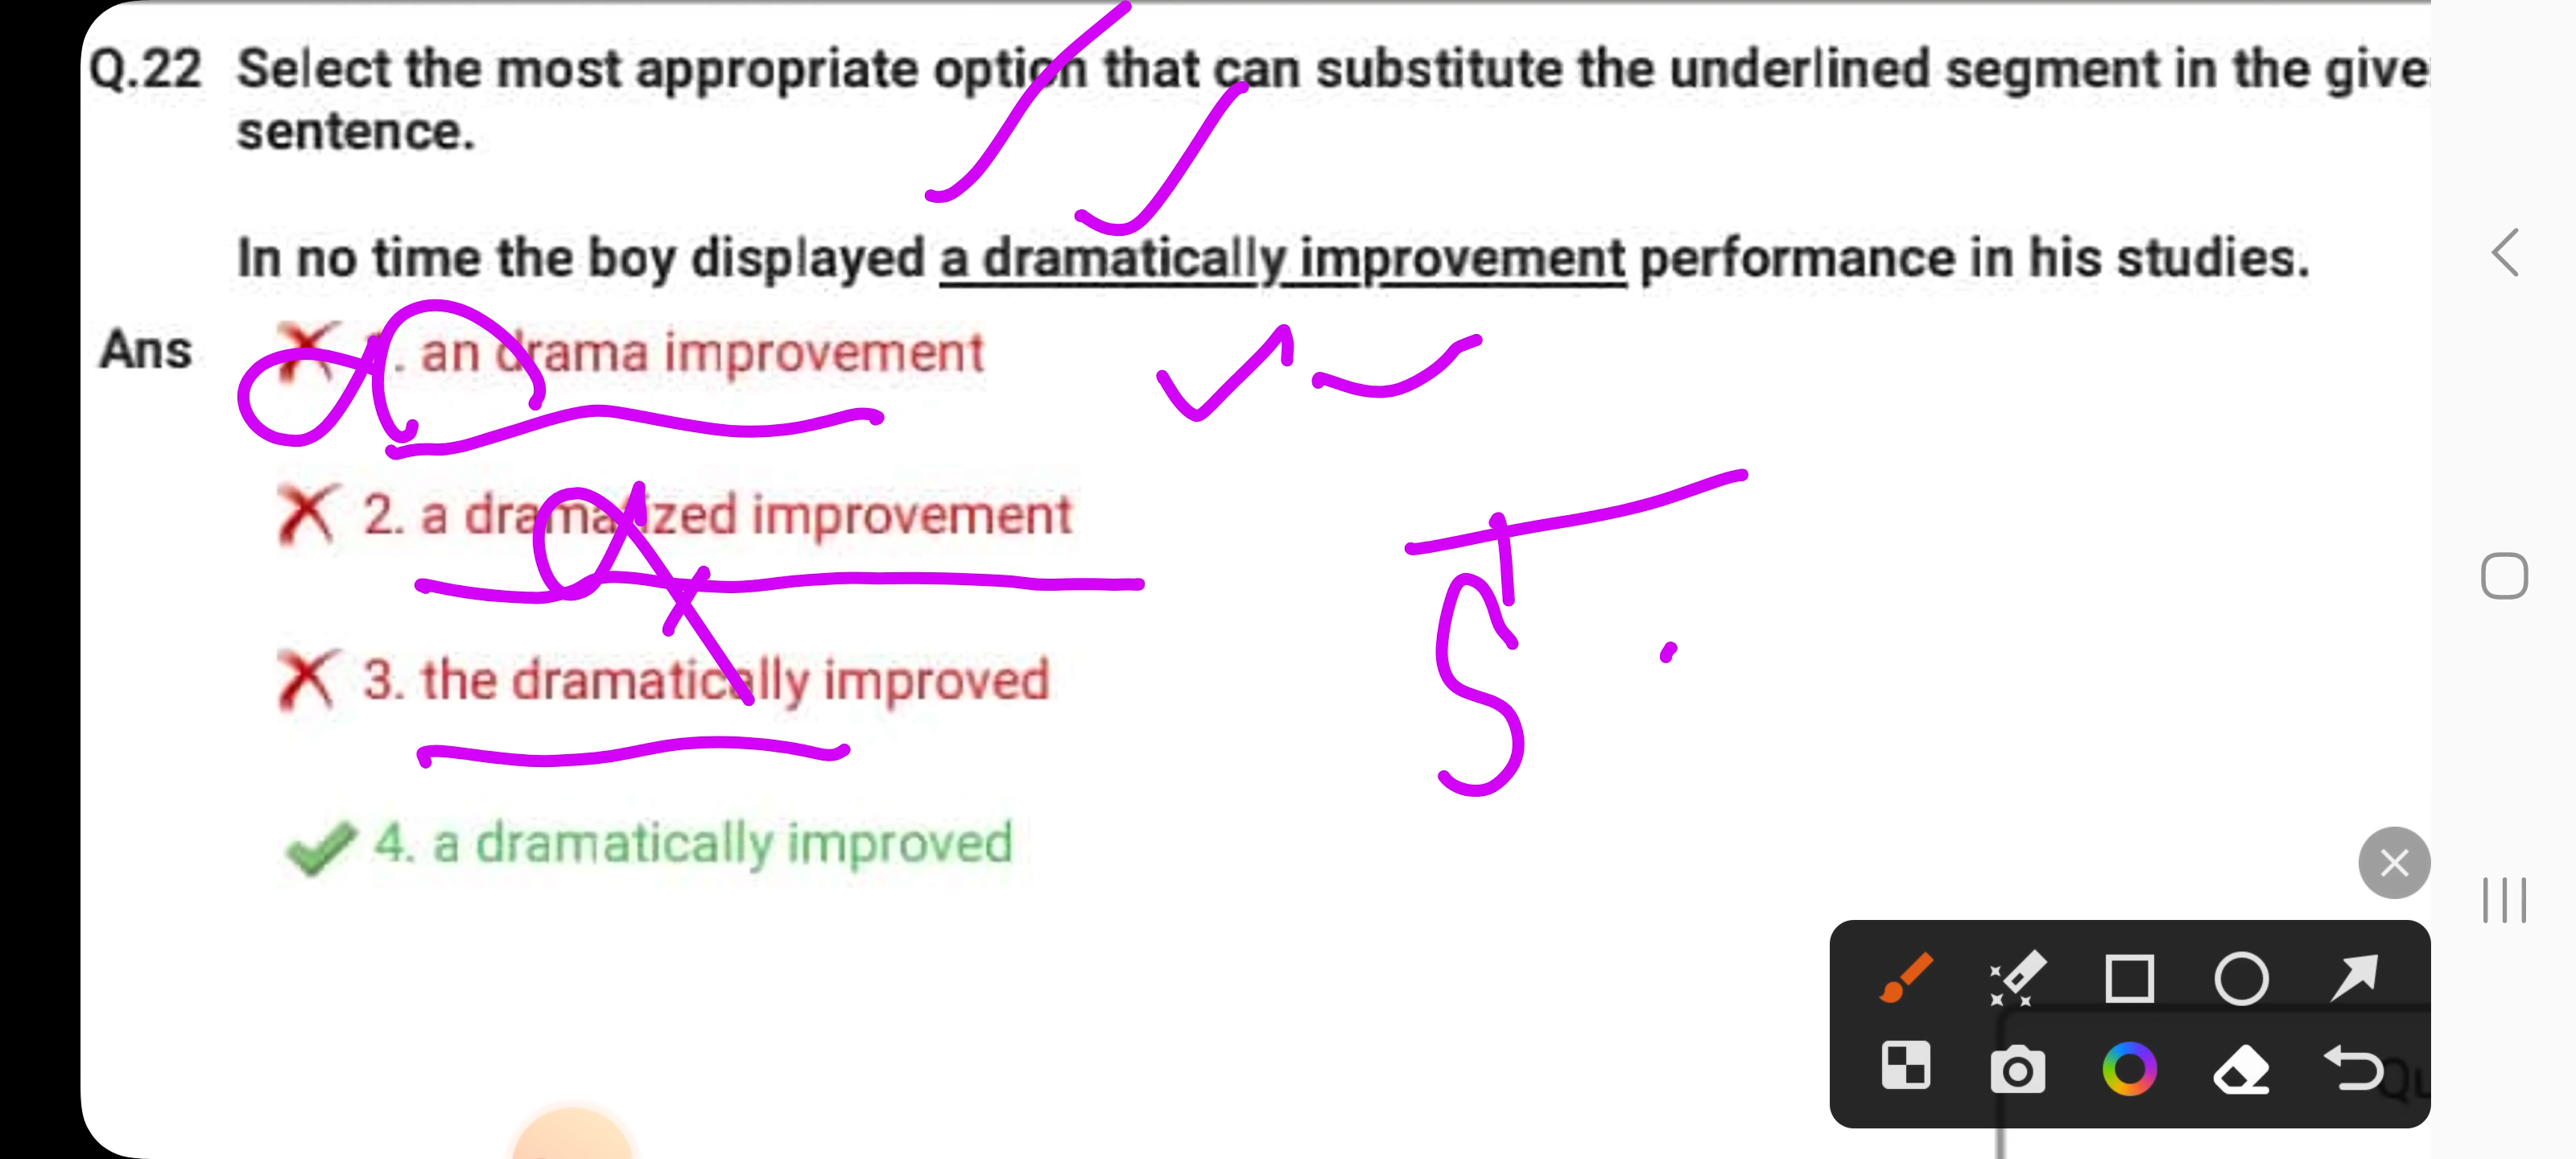 Q.22 Select the most appropriate option that can substitute the underlined segment in the give
sentence.
In no time the boy displayed a dramatically improvement performance in his studies.
Ans 1. an drama improvement
2. a dramatized improvement
3. the dramatically improved
4. a dramatically improved